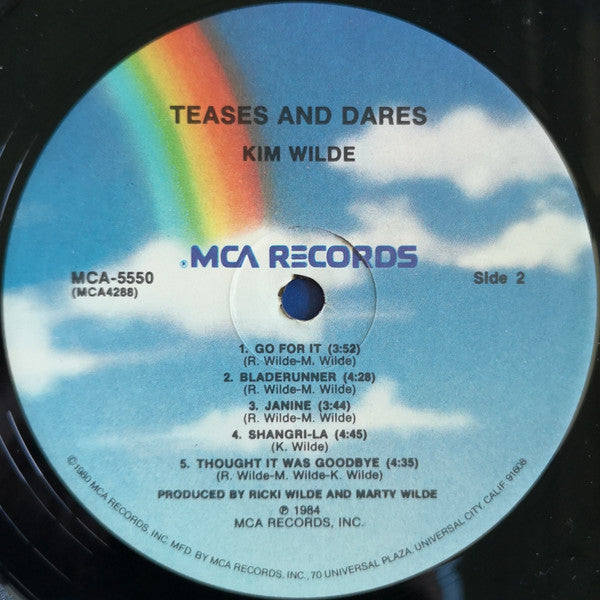 TEASES AND DARES
KIM WILDE
®MCA RECORDS
MCA-5550
(MCA4288)
Side 2
1. GO FOR IT (3:52)
(R. Wilde-M. Wilde)
2. BLADERUNNER (4:28)
(R. Wilde-M. Wilde)
3. JANINE (3:44)
(R. Wilde-M. Wilde)
4. SHANGRI-LA (4:45)
(K. Wilde)
5. THOUGHT IT WAS GOODBYE (4:35)
(R. Wilde-M. Wilde-K. Wilde)
PRODUCED BY RICKI WILDE AND MARTY WILDE
℗ 1984
MCA RECORDS, INC.
©1980 MCA RECORDS, INC. MFD. BY MCA RECORDS, INC., 70 UNIVERSAL PLAZA, UNIVERSAL CITY, CALIF. 91608